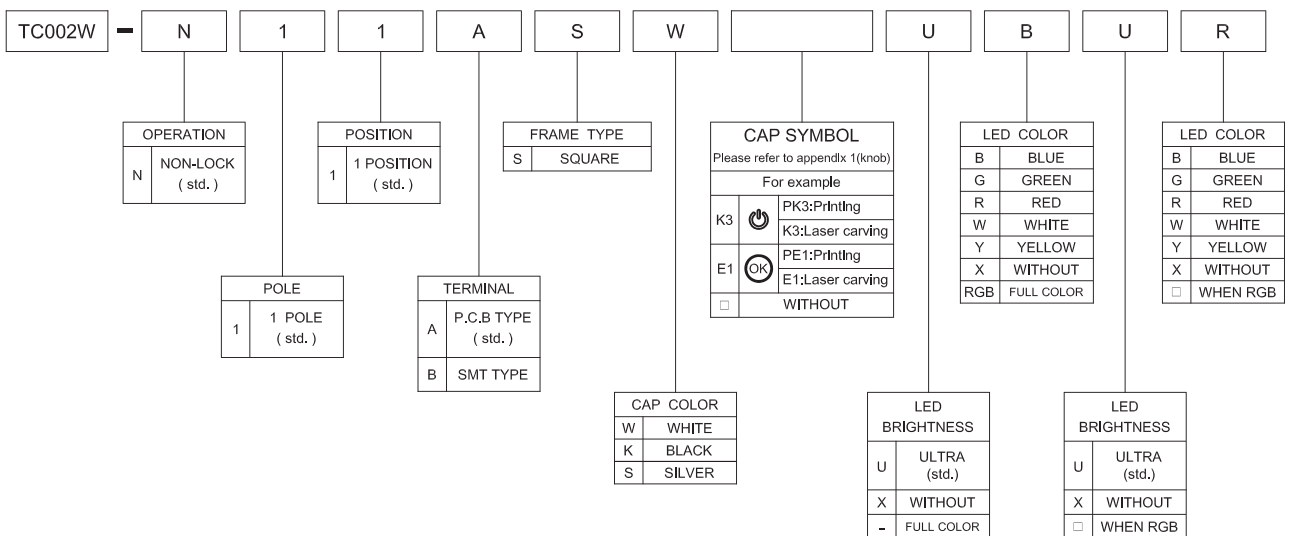 TC002W - N 1 1 A S W U B U R
OPERATION
N NON-LOCK
( std. )
POSITION
1 1 POSITION
( std. )
FRAME TYPE
S SQUARE
CAP SYMBOL
Please refer to appendix 1(knob)
For example
K3 PK3:Printing
K3:Laser carving
E1 OK PE1:Printing
E1:Laser carving
□ WITHOUT
LED COLOR
B BLUE
G GREEN
R RED
W WHITE
Y YELLOW
X WITHOUT
RGB FULL COLOR
LED COLOR
B BLUE
G GREEN
R RED
W WHITE
Y YELLOW
X WITHOUT
□ WHEN RGB
POLE
1 1 POLE
( std. )
TERMINAL
A P.C.B TYPE
( std. )
B SMT TYPE
CAP COLOR
W WHITE
K BLACK
S SILVER
LED
BRIGHTNESS
U ULTRA
(std.)
X WITHOUT
- FULL COLOR
LED
BRIGHTNESS
U ULTRA
(std.)
X WITHOUT
□ WHEN RGB